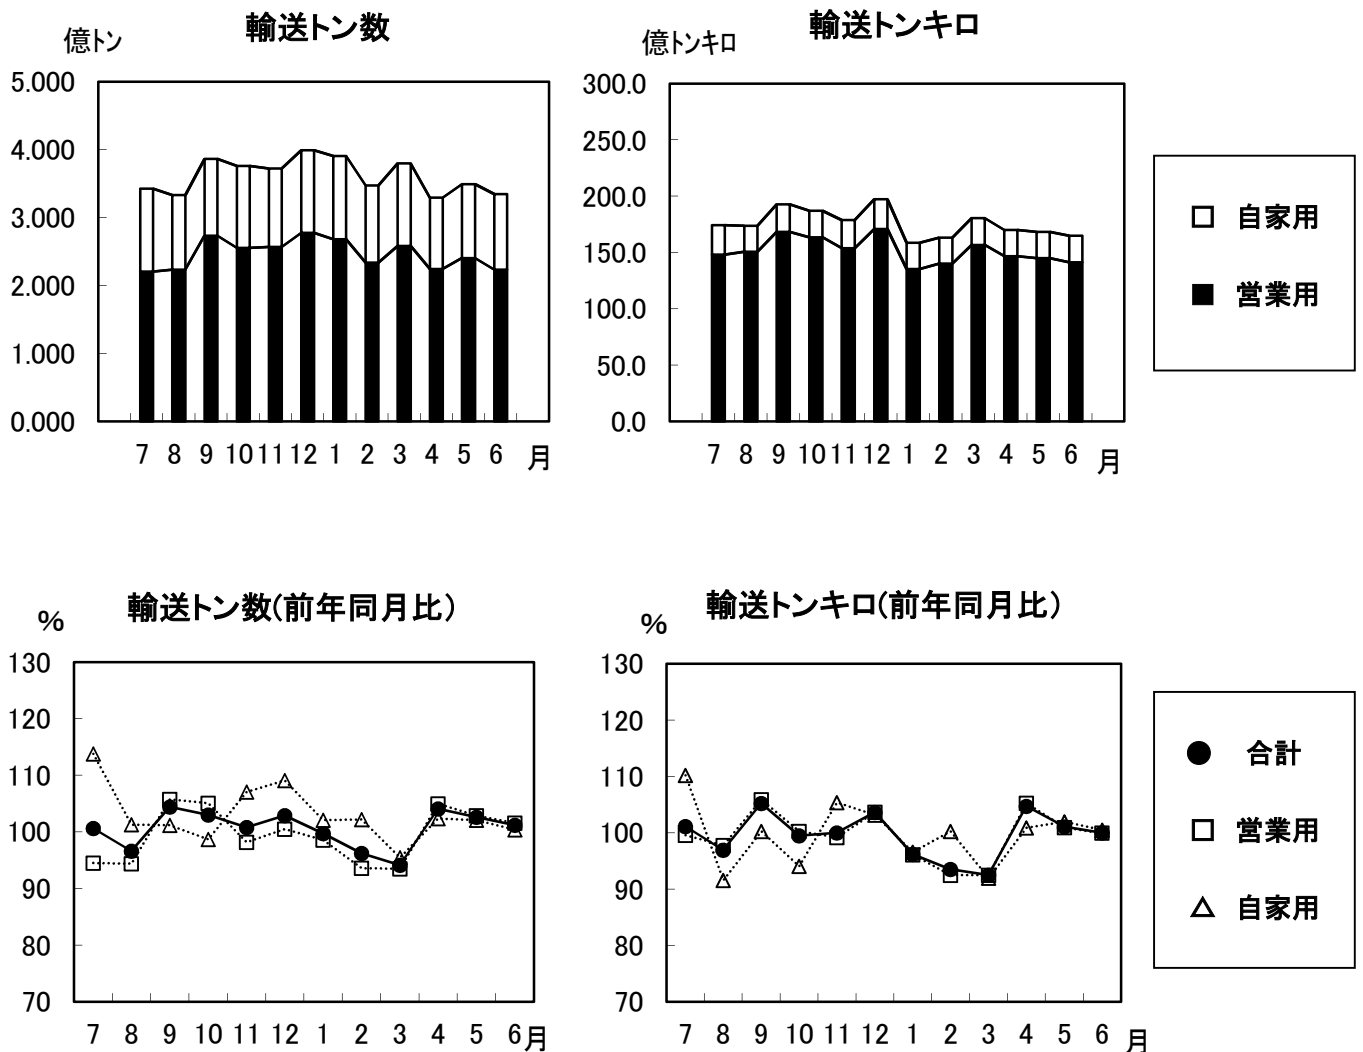 輸送トン数
億トン
5.000
4.000
3.000
2.000
1.000
0.000
7 8 9 10 11 12 1 2 3 4 5 6 月
輸送トンキロ
億トンキロ
300.0
250.0
200.0
150.0
100.0
50.0
0.0
7 8 9 10 11 12 1 2 3 4 5 6 月
自家用
営業用
輸送トン数(前年同月比)
%
130
120
110
100
90
80
70
7 8 9 10 11 12 1 2 3 4 5 6 月
輸送トンキロ(前年同月比)
%
130
120
110
100
90
80
70
7 8 9 10 11 12 1 2 3 4 5 6 月
合計
営業用
自家用